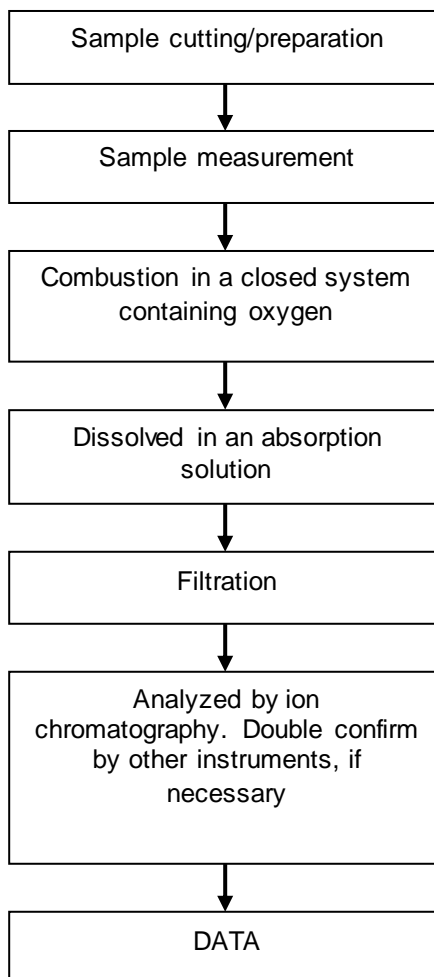 Sample cutting/preparation
Sample measurement
Combustion in a closed system
containing oxygen
Dissolved in an absorption
solution
Filtration
Analyzed by ion
chromatography. Double confirm
by other instruments, if
necessary
DATA